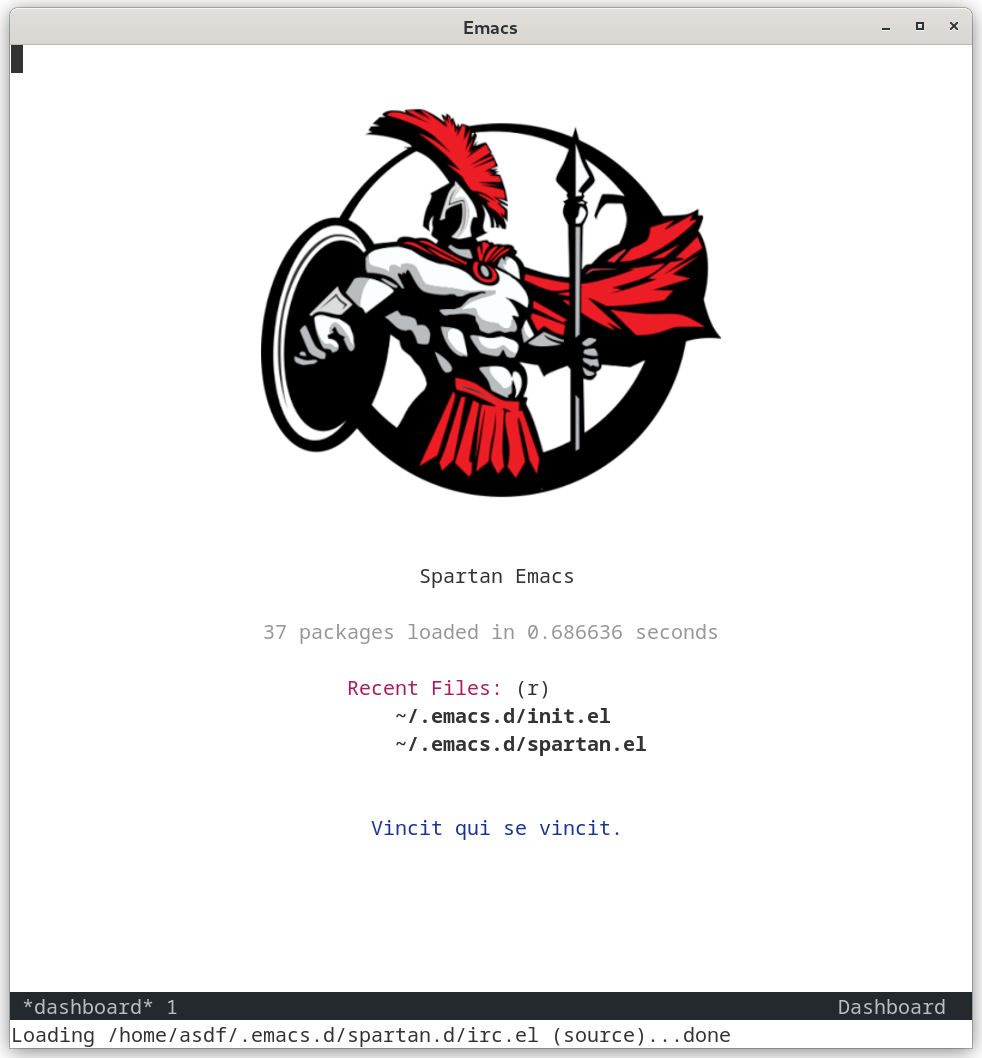 Emacs
Spartan Emacs
37 packages loaded in 0.686636 seconds
Recent Files: (r)
~/.emacs.d/init.el
~/.emacs.d/spartan.el
Vincit qui se vincit.
*dashboard* 1 Dashboard
Loading /home/asdf/.emacs.d/spartan.d/irc.el (source)...done